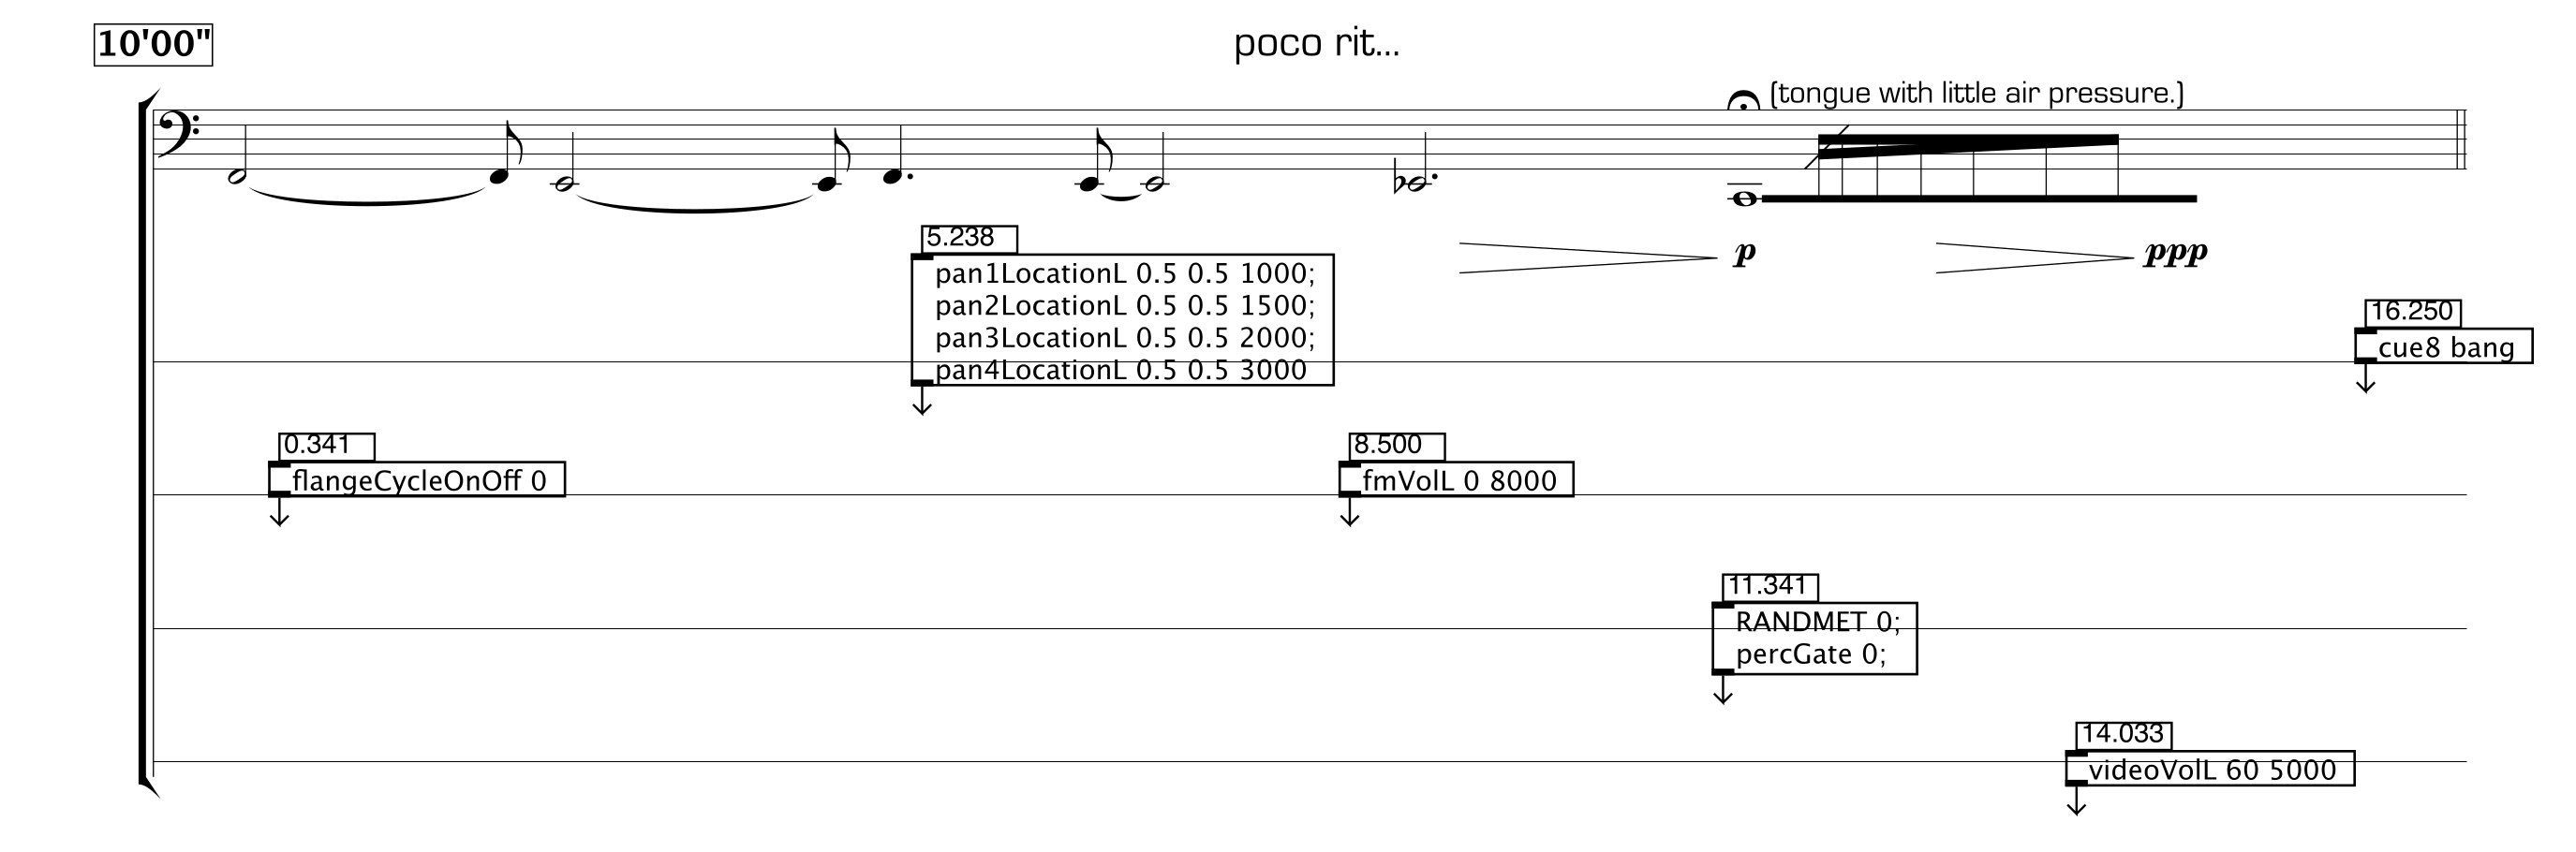 10'00"
poco rit...
(tongue with little air pressure.)
p
ppp
5.238
pan1LocationL 0.5 0.5 1000;
pan2LocationL 0.5 0.5 1500;
pan3LocationL 0.5 0.5 2000;
pan4LocationL 0.5 0.5 3000
16.250
cue8 bang
0.341
flangeCycleOnOff 0
8.500
fmVolL 0 8000
11.341
RANDMET 0;
percGate 0;
14.033
videoVolL 60 5000